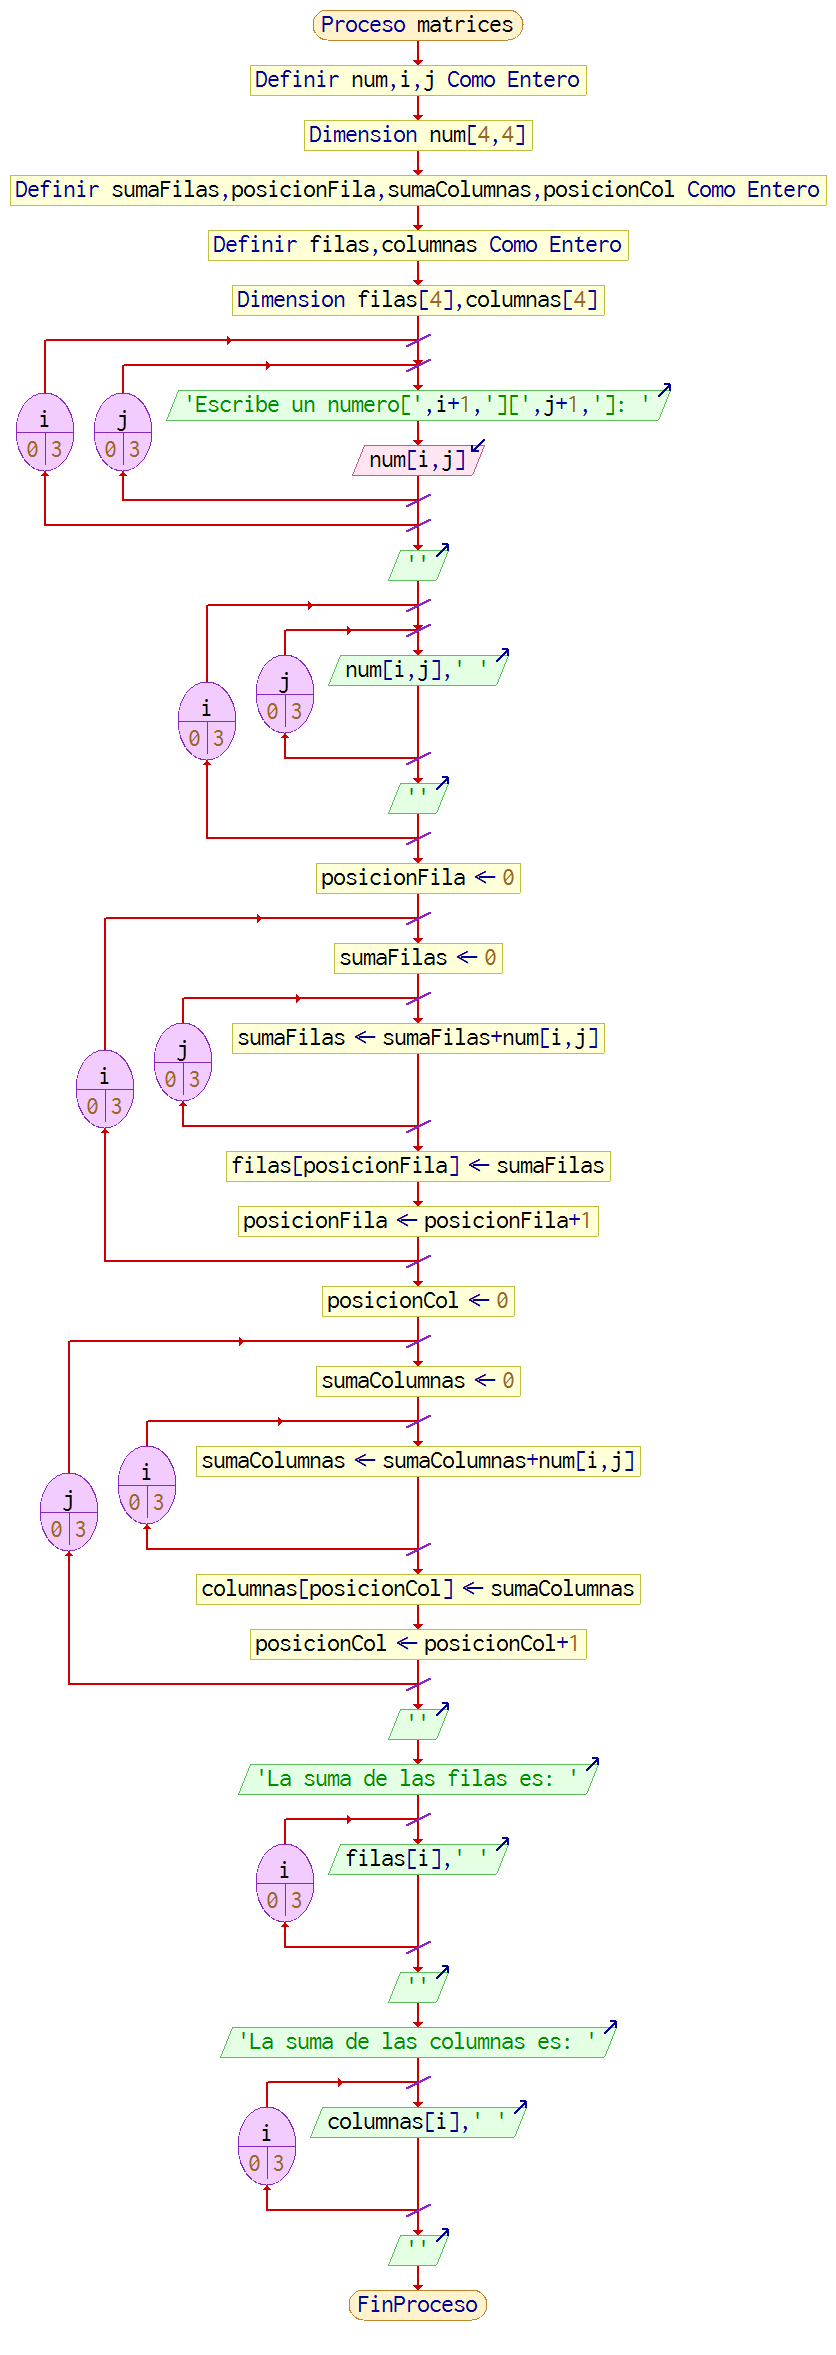 Proceso matrices
Definir num,i,j Como Entero
Dimension num[4,4]
Definir sumaFilas,posicionFila,sumaColumnas,posicionCol Como Entero
Definir filas,columnas Como Entero
Dimension filas[4],columnas[4]
i
0 3
j
0 3
'Escribe un numero[',i+1,'][',j+1,']: '
num[i,j]
''
i
0 3
j
0 3
num[i,j],' '
''
posicionFila ← 0
i
0 3
sumaFilas ← 0
j
0 3
sumaFilas ← sumaFilas+num[i,j]
filas[posicionFila] ← sumaFilas
posicionFila ← posicionFila+1
posicionCol ← 0
j
0 3
sumaColumnas ← 0
i
0 3
sumaColumnas ← sumaColumnas+num[i,j]
columnas[posicionCol] ← sumaColumnas
posicionCol ← posicionCol+1
''
'La suma de las filas es: '
i
0 3
filas[i],' '
''
'La suma de las columnas es: '
i
0 3
columnas[i],' '
''
FinProceso